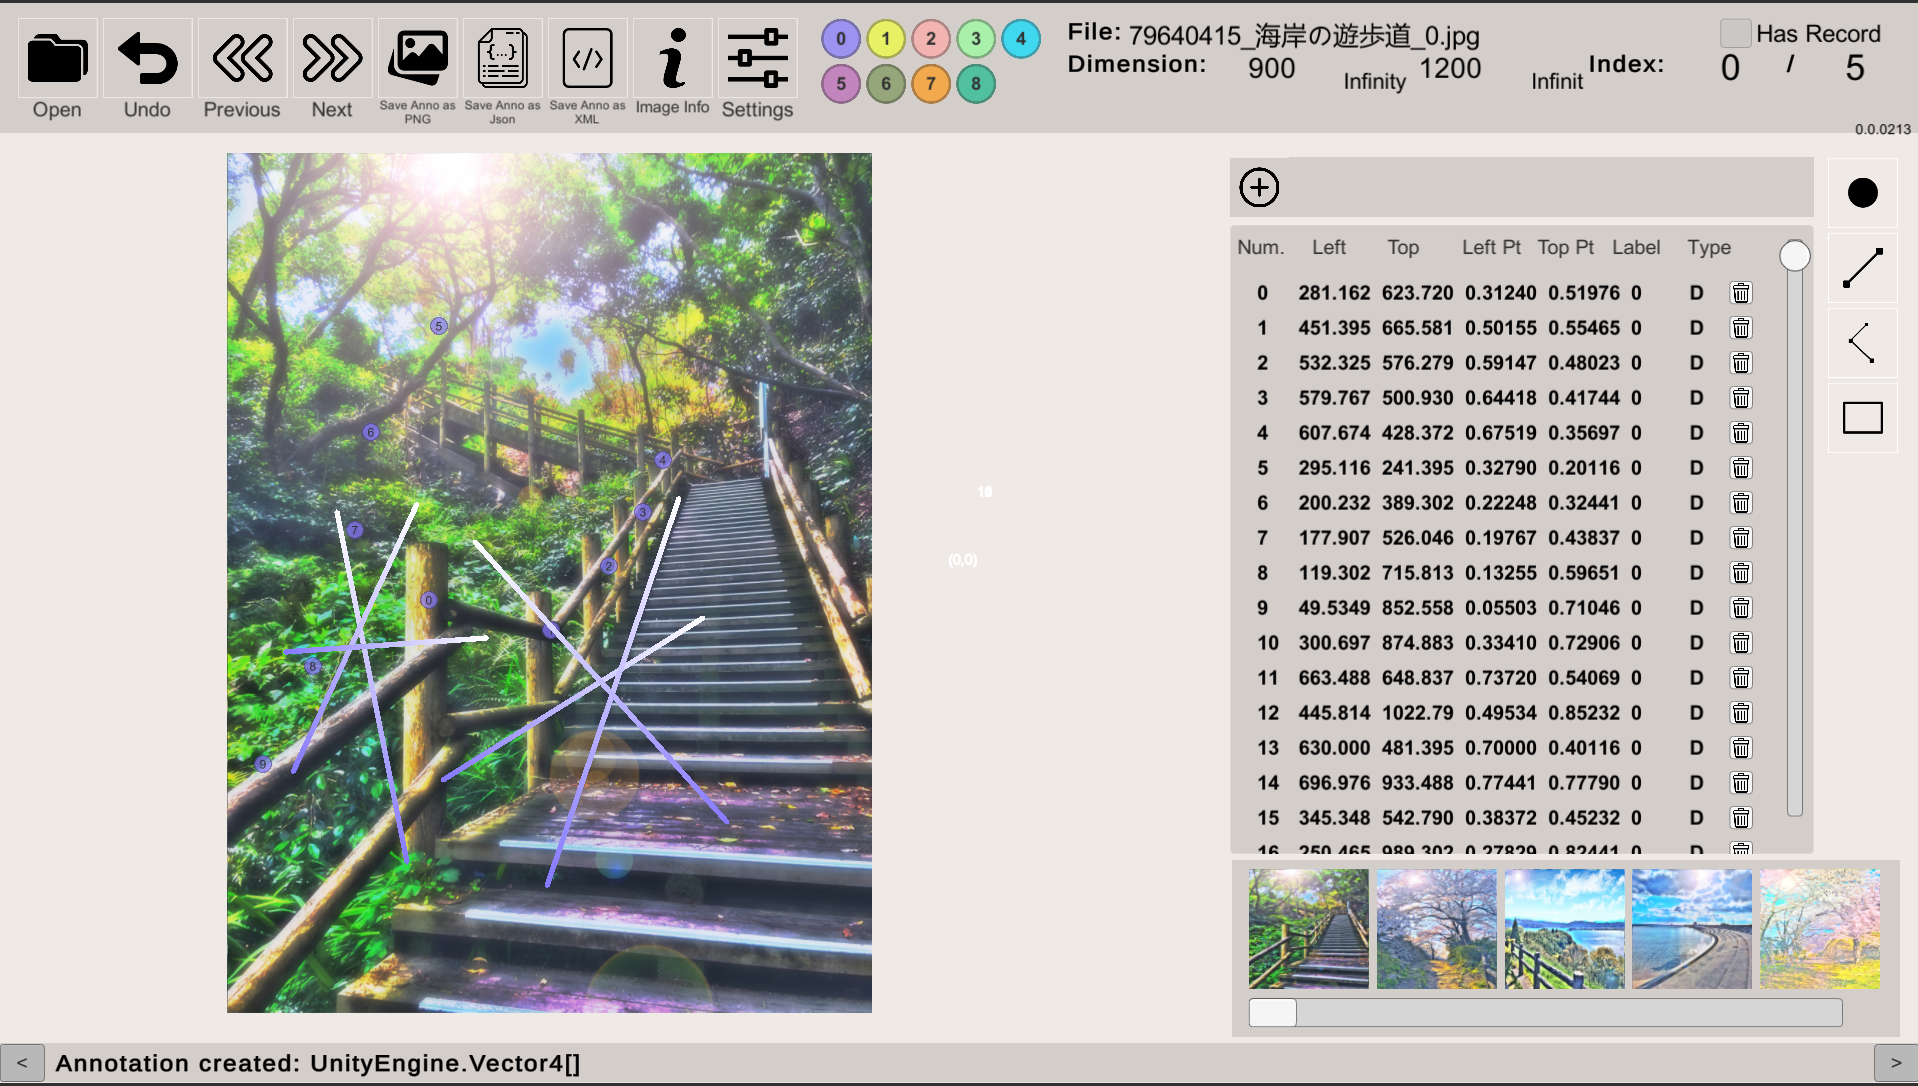 Open
Undo
Previous
Next
Save Anno as PNG
Save Anno as Json
Save Anno as XML
Image Info
Settings
0 1 2 3 4
5 6 7 8
File: 79640415_海岸の遊歩道_0.jpg
Dimension: 900 Infinity 1200 Infinit
Index: 0 / 5
Has Record
0.0.0213
5
6
4
3
7
2
0
8
9
18
(0,0)
Num. Left Top Left Pt Top Pt Label Type
0 281.162 623.720 0.31240 0.51976 0 D
1 451.395 665.581 0.50155 0.55465 0 D
2 532.325 576.279 0.59147 0.48023 0 D
3 579.767 500.930 0.64418 0.41744 0 D
4 607.674 428.372 0.67519 0.35697 0 D
5 295.116 241.395 0.32790 0.20116 0 D
6 200.232 389.302 0.22248 0.32441 0 D
7 177.907 526.046 0.19767 0.43837 0 D
8 119.302 715.813 0.13255 0.59651 0 D
9 49.5349 852.558 0.05503 0.71046 0 D
10 300.697 874.883 0.33410 0.72906 0 D
11 663.488 648.837 0.73720 0.54069 0 D
12 445.814 1022.79 0.49534 0.85232 0 D
13 630.000 481.395 0.70000 0.40116 0 D
14 696.976 933.488 0.77441 0.77790 0 D
15 345.348 542.790 0.38372 0.45232 0 D
16 250.465 989.302 0.27829 0.82441 0 D
< Annotation created: UnityEngine.Vector4[] >